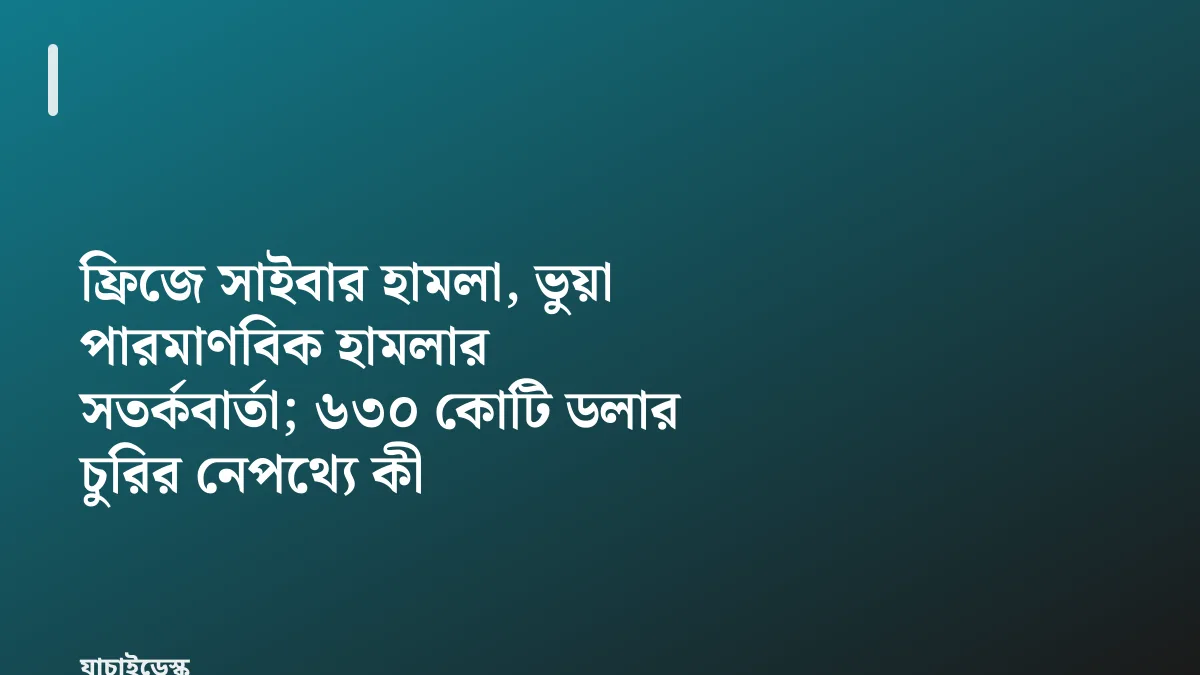 ফ্রিজে সাইবার হামলা, ভুয়া
পারমাণবিক হামলার
সতর্কবার্তা; ৬৩০ কোটি ডলার
চুরির নেপথ্যে কী
যাচাইডেস্ক